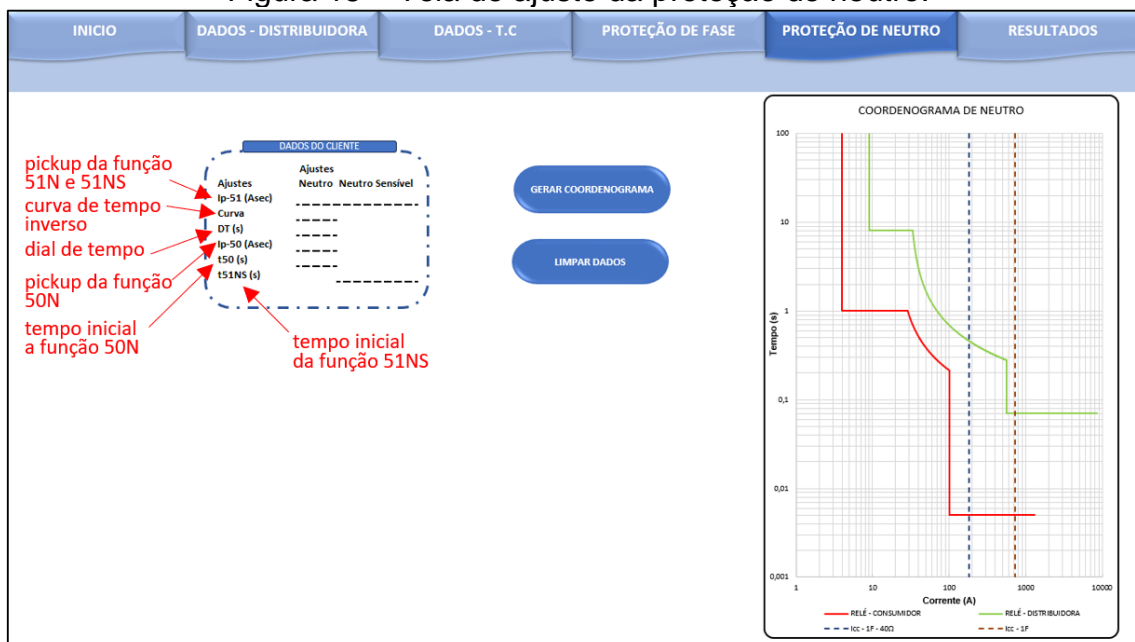 Figura 10 – Tela de ajuste da proteção de neutro.
INICIO
DADOS - DISTRIBUIDORA
DADOS - T.C
PROTEÇÃO DE FASE
PROTEÇÃO DE NEUTRO
RESULTADOS
DADOS DO CLIENTE
Ajustes
Ajustes Neutro Neutro Sensível
Ip-51 (Asec)
Curva
DT (s)
Ip-50 (Asec)
t50 (s)
t51NS (s)
pickup da função
51N e 51NS
curva de tempo
inverso
dial de tempo
pickup da função
50N
tempo inicial
a função 50N
tempo inicial
da função 51NS
GERAR COORDENOGRAMA
LIMPAR DADOS
COORDENOGRAMA DE NEUTRO
Tempo (s)
100
10
1
0,1
0,01
0,001
1 10 100 1000 10000
Corrente (A)
RELÉ - CONSUMIDOR RELÉ - DISTRIBUIDORA
Icc - 1F - 40Ω Icc - 1F